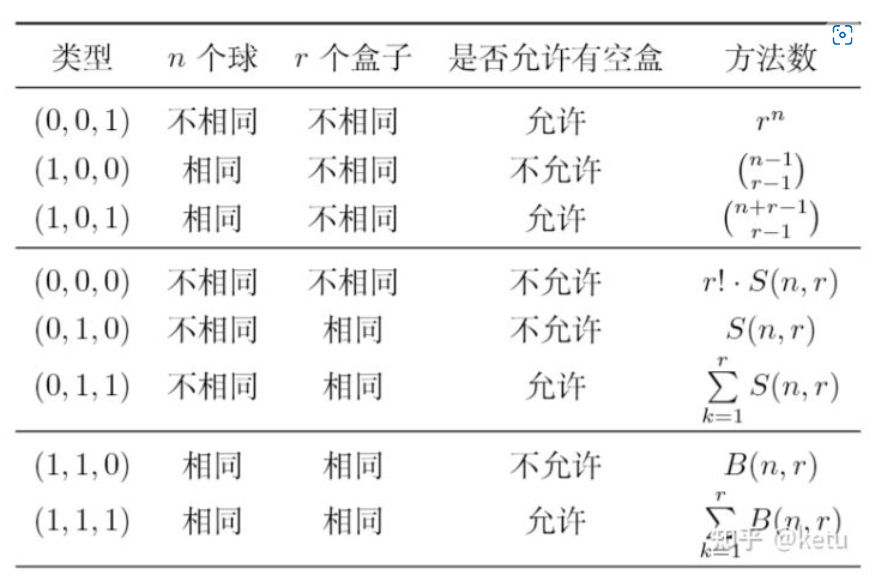 类型 n 个球 r 个盒子 是否允许有空盒 方法数
(0, 0, 1) 不相同 不相同 允许 r^n
(1, 0, 0) 相同 不相同 不允许 \binom{n-1}{r-1}
(1, 0, 1) 相同 不相同 允许 \binom{n+r-1}{r-1}
(0, 0, 0) 不相同 不相同 不允许 r! · S(n, r)
(0, 1, 0) 不相同 相同 不允许 S(n, r)
(0, 1, 1) 不相同 相同 允许 \sum_{k=1}^{r} S(n, r)
(1, 1, 0) 相同 相同 不允许 B(n, r)
(1, 1, 1) 相同 相同 允许 \sum_{k=1}^{r} B(n, r)
知乎 @ketu